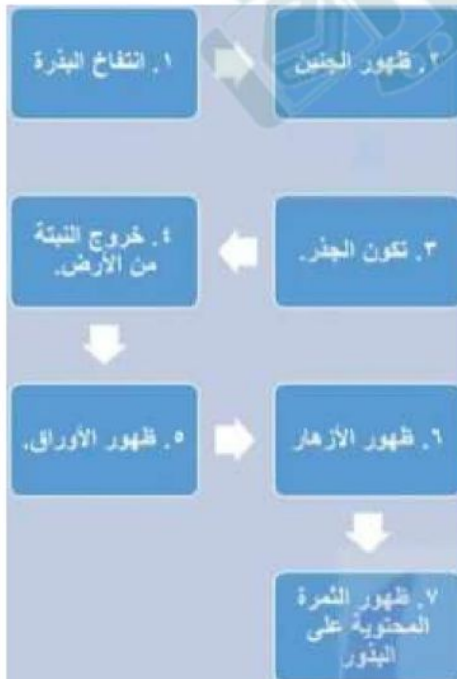 ١. انتفاخ البذرة
٢. ظهور الجنين
٣. تكون الجذر.
٤. خروج النبتة
من الأرض.
٥. ظهور الأوراق.
٦. ظهور الأزهار
٧. ظهور الثمرة
المحتوية على
البذور